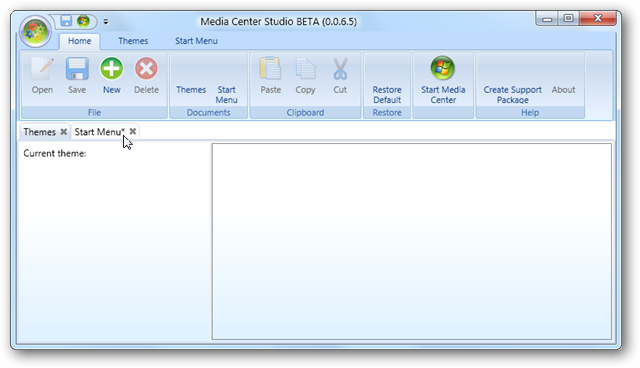 Media Center Studio BETA (0.0.6.5)
Home Themes Start Menu
Open Save New Delete Themes Start Menu Paste Copy Cut Restore Default Start Media Center Create Support Package About
File Documents Clipboard Restore Help
Themes Start Menu*
Current theme: